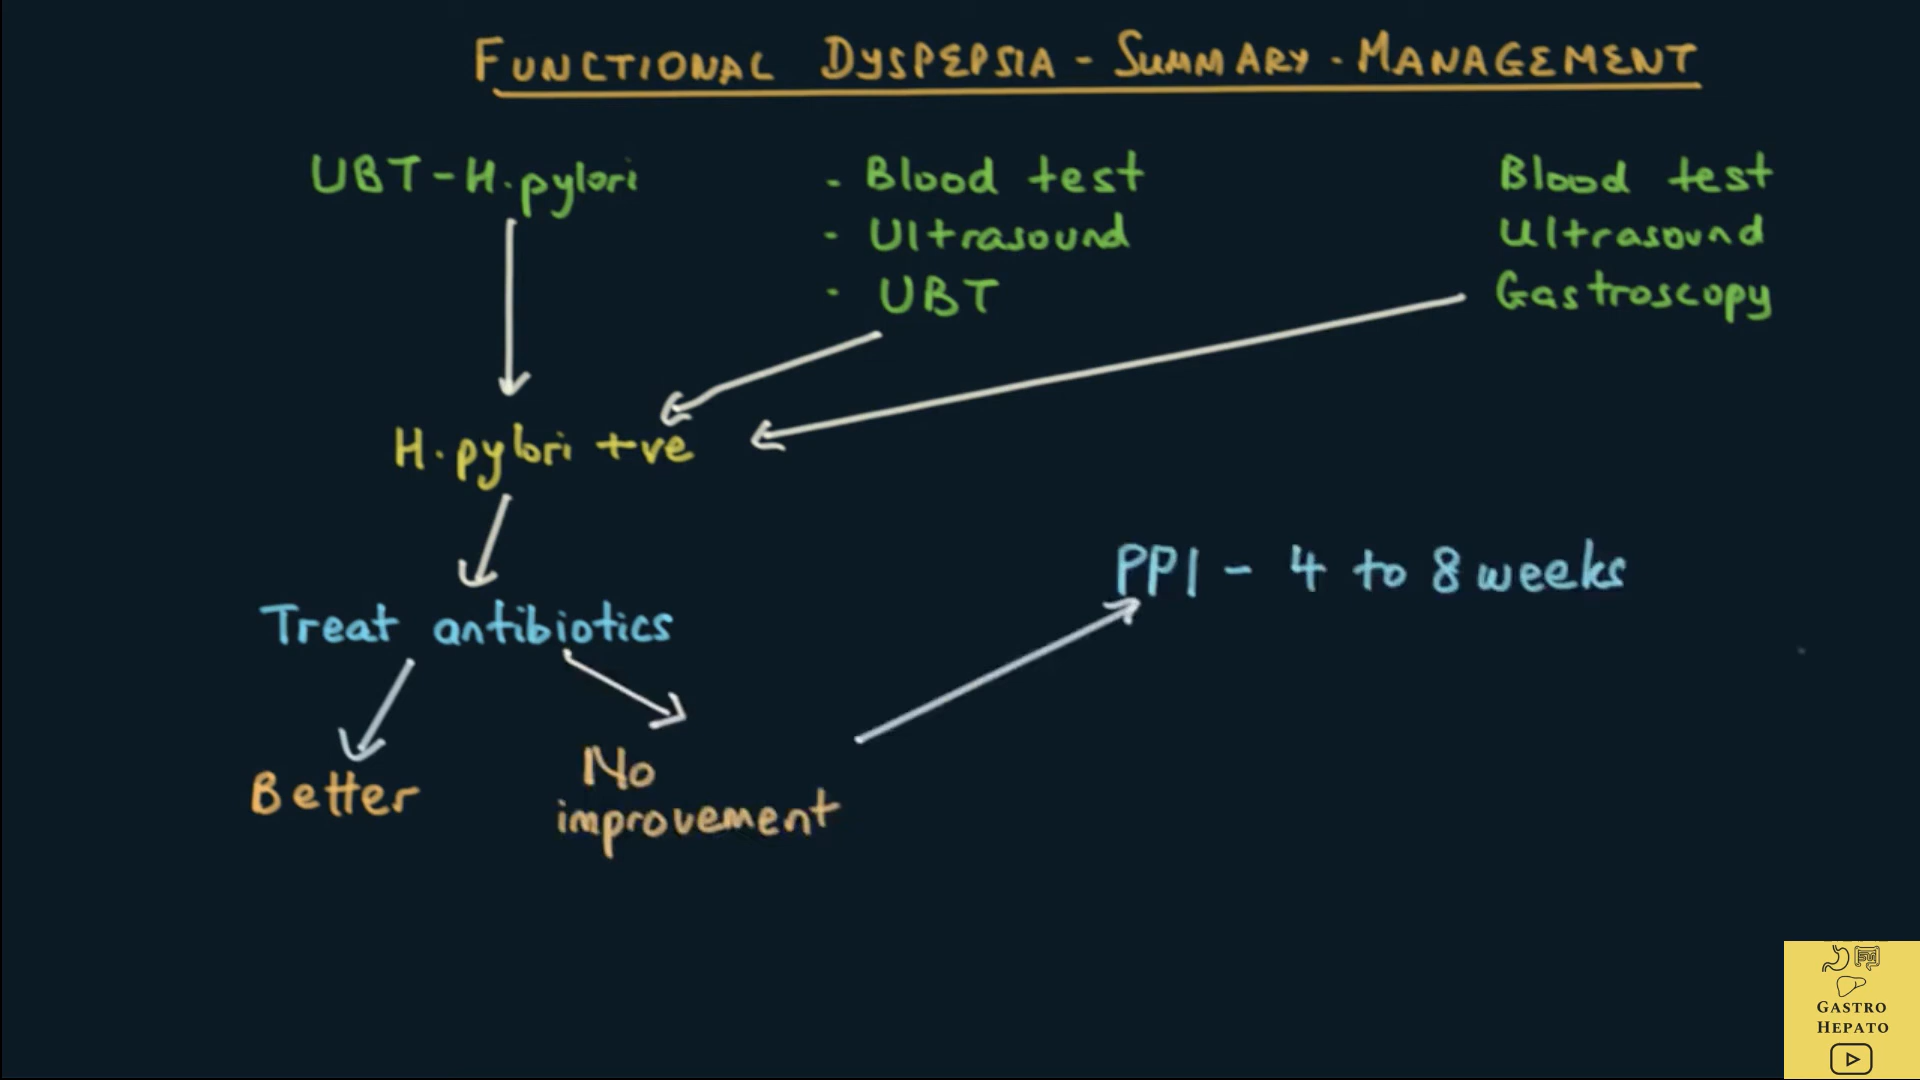 FUNCTIONAL DYSPEPSIA - SUMMARY - MANAGEMENT
UBT - H. pylori
- Blood test
- Ultrasound
- UBT
Blood test
Ultrasound
Gastroscopy
H. pylori +ve
Treat antibiotics
PPI - 4 to 8 weeks
Better
No
improvement
GASTRO
HEPATO